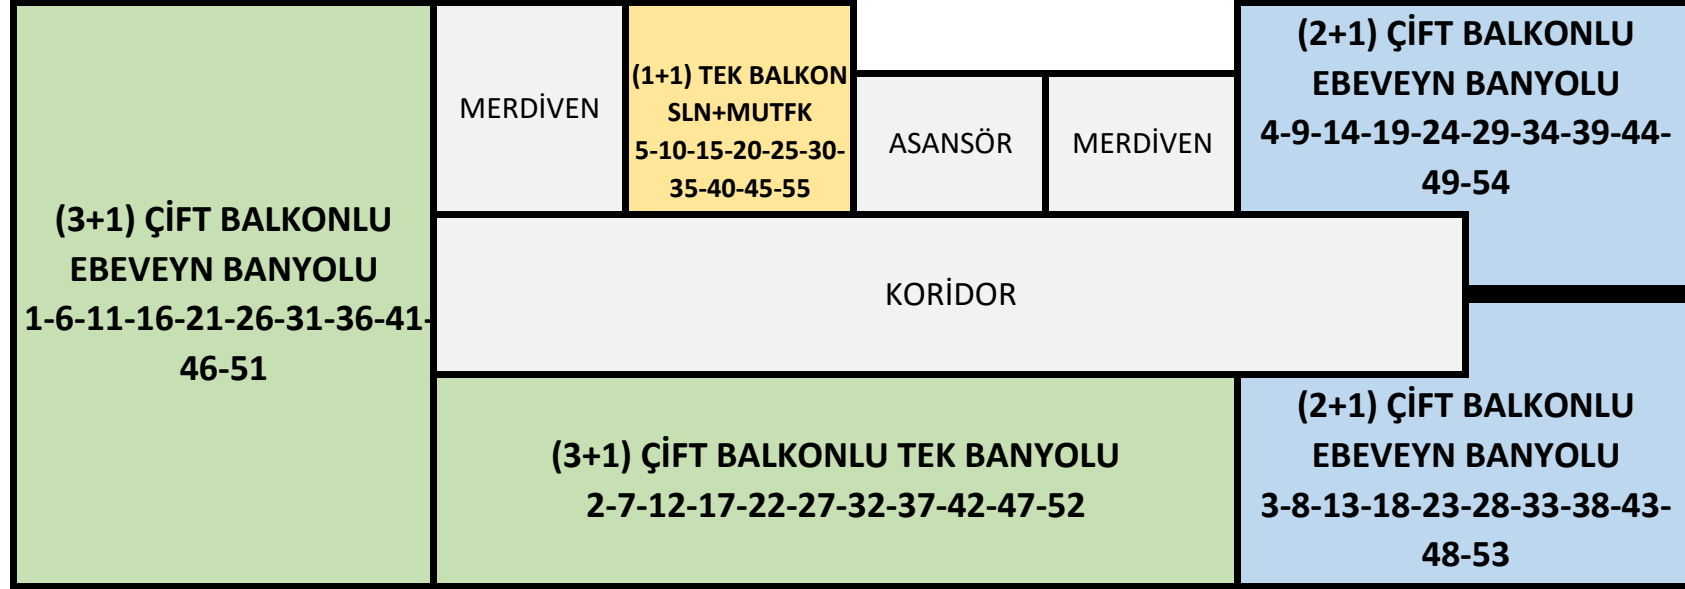 (3+1) ÇİFT BALKONLU
EBEVEYN BANYOLU
1-6-11-16-21-26-31-36-41-
46-51
MERDİVEN
(1+1) TEK BALKON
SLN+MUTFK
5-10-15-20-25-30-
35-40-45-55
ASANSÖR
MERDİVEN
(2+1) ÇİFT BALKONLU
EBEVEYN BANYOLU
4-9-14-19-24-29-34-39-44-
49-54
KORİDOR
(3+1) ÇİFT BALKONLU TEK BANYOLU
2-7-12-17-22-27-32-37-42-47-52
(2+1) ÇİFT BALKONLU
EBEVEYN BANYOLU
3-8-13-18-23-28-33-38-43-
48-53